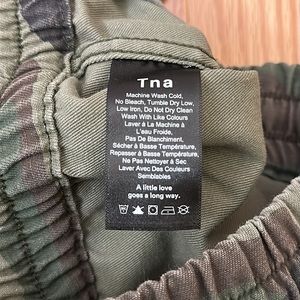 Tna
Machine Wash Cold,
No Bleach, Tumble Dry Low,
Low Iron, Do Not Dry Clean
Wash With Like Colours
Laver à La Machine à
L'eau Froide,
Pas De Blanchiment.
Sécher à Basse Température,
Repasser à Basse Température
Ne Pas Nettoyer à Sec
Laver Avec Des Couleurs
Semblables
A little love
goes a long way.